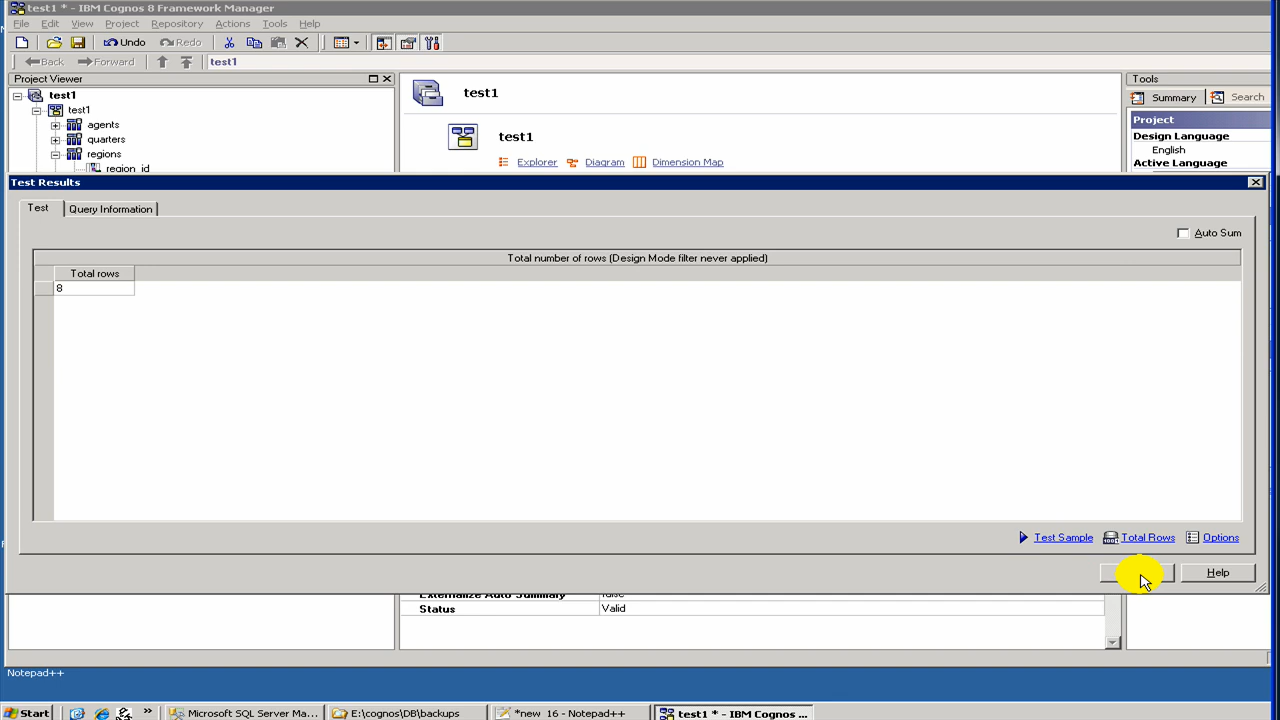 test1 * - IBM Cognos 8 Framework Manager
File Edit View Project Repository Actions Tools Help
Undo Redo
Back Forward test1
Project Viewer
test1
test1
agents
quarters
regions
region_id
test1
test1
Explorer Diagram Dimension Map
Tools
Summary Search
Project
Design Language
English
Active Language
Test Results
Test Query Information
Auto Sum
Total number of rows (Design Mode filter never applied)
Total rows
8
Test Sample Total Rows Options
Help
Externalize Auto Summary false
Status Valid
Notepad++
Start » Microsoft SQL Server Ma... E:\cognos\DB\backups *new 16 - Notepad++ test1 * - IBM Cognos ...